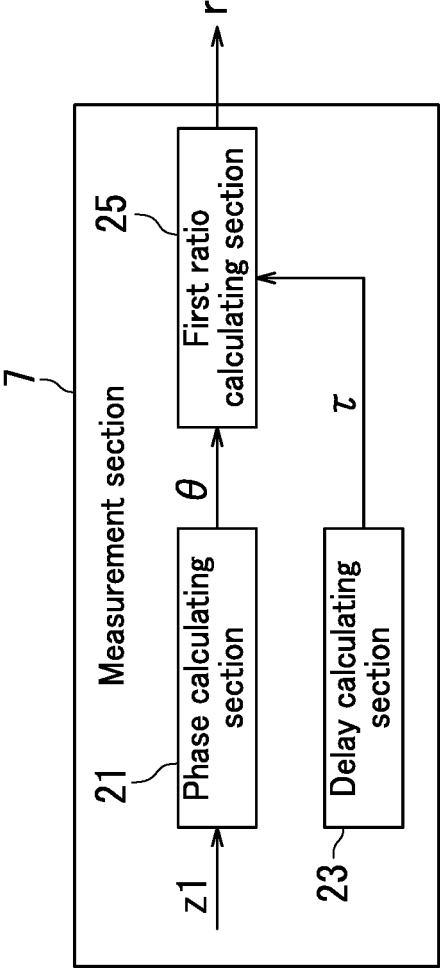 7
Measurement section
21
25
z1
Phase calculating
section
θ
First ratio
calculating section
r
τ
Delay calculating
section
23